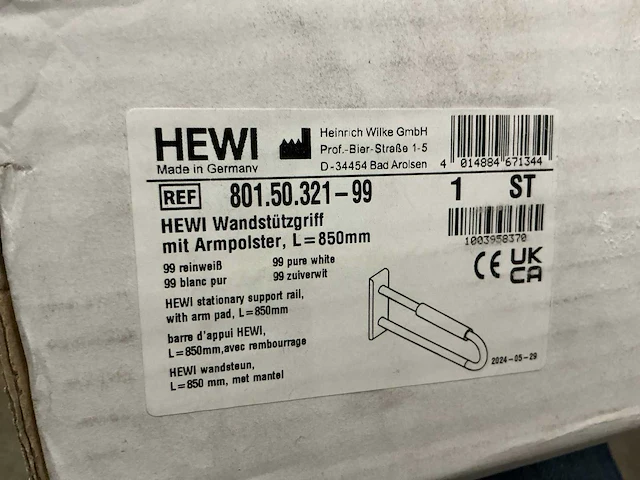 HEWI
Made in Germany
Heinrich Wilke GmbH
Prof.-Bier-Straße 1-5
D-34454 Bad Arolsen
4 014884 671344
REF 801.50.321-99 1 ST
HEWI Wandstützgriff
mit Armpolster, L=850mm
1003958370
99 reinweiß 99 pure white
99 blanc pur 99 zuiverwit
CE UK
CA
HEWI stationary support rail,
with arm pad, L=850mm
barre d'appui HEWI,
L=850mm,avec rembourrage
HEWI wandsteun,
L=850 mm, met mantel
2024-05-29